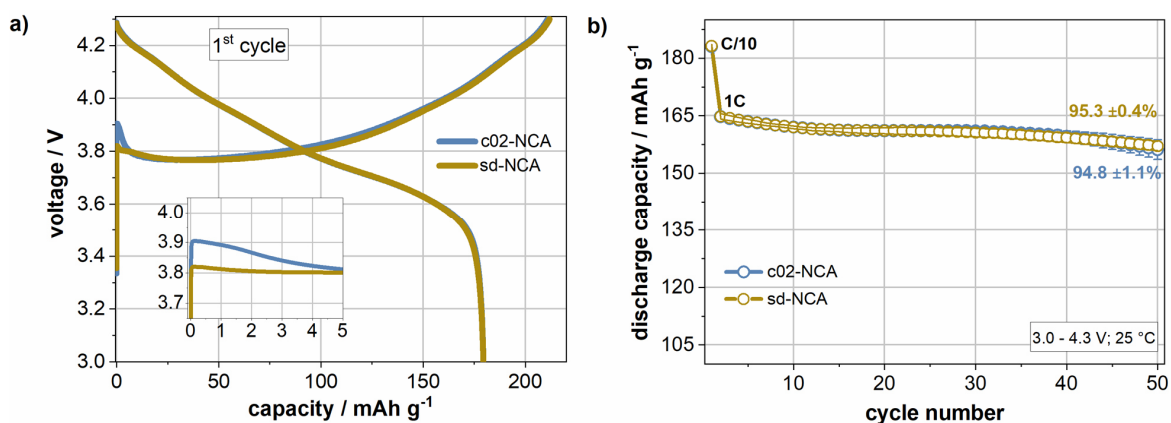 a)
1st cycle
c02-NCA
sd-NCA
voltage / V
4.2
4.0
3.8
3.6
3.4
3.2
3.0
4.0
3.9
3.8
3.7
0 1 2 3 4 5
0 50 100 150 200
capacity / mAh g-1
b)
C/10
1C
95.3 ±0.4%
94.8 ±1.1%
c02-NCA
sd-NCA
3.0 - 4.3 V; 25 °C
discharge capacity / mAh g-1
180
165
150
135
120
105
10 20 30 40 50
cycle number